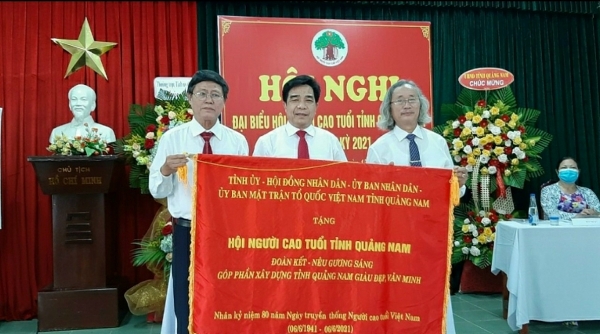 HỘI NGHỊ
ĐẠI BIỂU HỘI CAO TUỔI TỈNH
KỲ 2021
UBND TỈNH QUẢNG NAM
CHÚC MỪNG
CHỦ TỊCH
HỒ CHÍ MINH
TỈNH ỦY - HỘI ĐỒNG NHÂN DÂN - ỦY BAN NHÂN DÂN -
ỦY BAN MẶT TRẬN TỔ QUỐC VIỆT NAM TỈNH QUẢNG NAM
TẶNG
HỘI NGƯỜI CAO TUỔI TỈNH QUẢNG NAM
ĐOÀN KẾT - NÊU GƯƠNG SÁNG
GÓP PHẦN XÂY DỰNG TỈNH QUẢNG NAM GIÀU ĐẸP, VĂN MINH
Nhân kỷ niệm 80 năm Ngày truyền thống Người cao tuổi Việt Nam
(06/6/1941 - 06/6/2021)